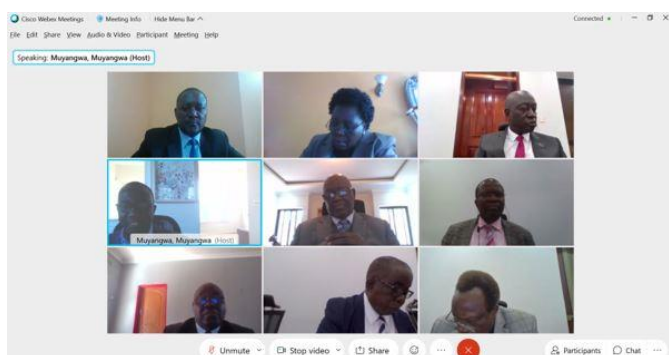 Cisco Webex Meetings Meeting Info Hide Menu Bar Connected
File Edit Share View Audio & Video Participant Meeting Help
Speaking: Muyangwa, Muyangwa (Host)
Muyangwa, Muyangwa (Host)
Unmute Stop video Share Participants Chat